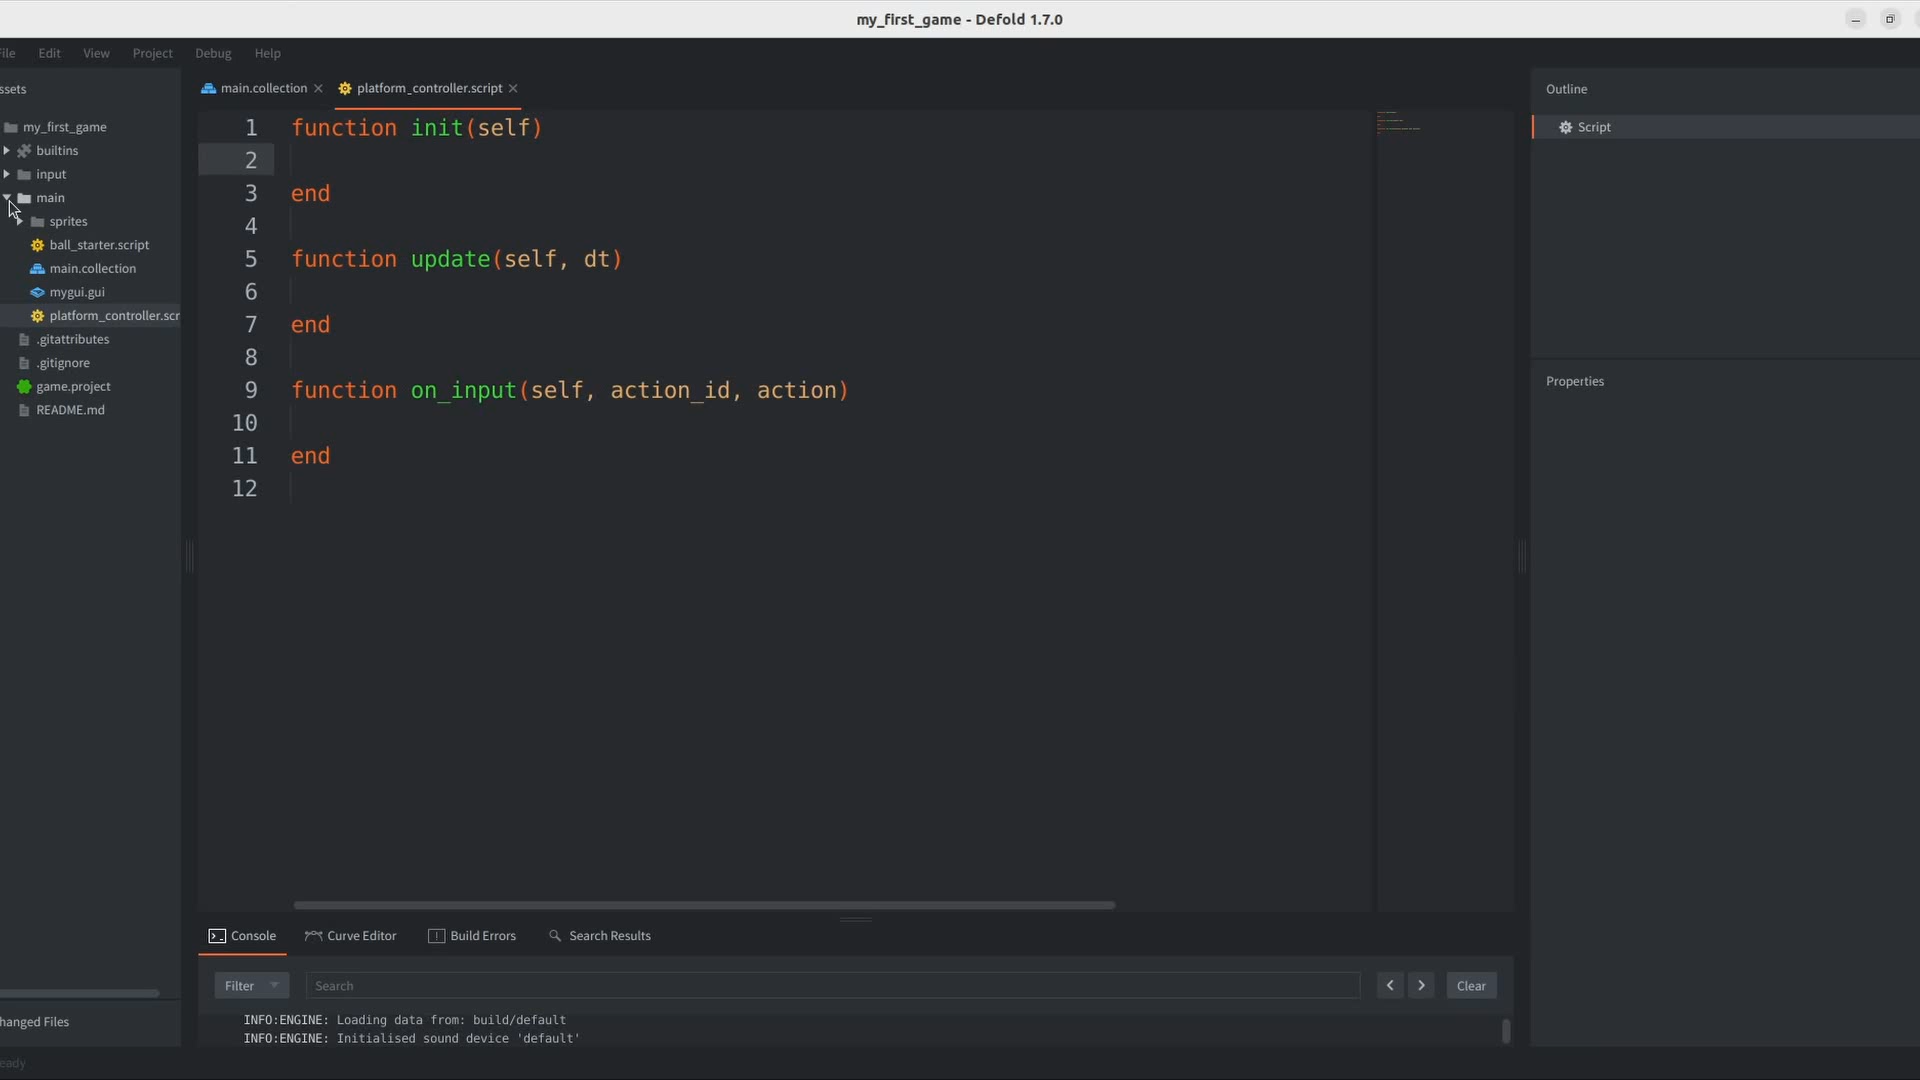 my_first_game - Defold 1.7.0
File Edit View Project Debug Help
ssets
my_first_game
builtins
input
main
sprites
ball_starter.script
main.collection
mygui.gui
platform_controller.scr
.gitattributes
.gitignore
game.project
README.md
hanged Files
eady
main.collection platform_controller.script
1 function init(self)
2
3 end
4
5 function update(self, dt)
6
7 end
8
9 function on_input(self, action_id, action)
10
11 end
12
Console Curve Editor Build Errors Search Results
Filter Search Clear
INFO:ENGINE: Loading data from: build/default
INFO:ENGINE: Initialised sound device 'default'
Outline
Script
Properties